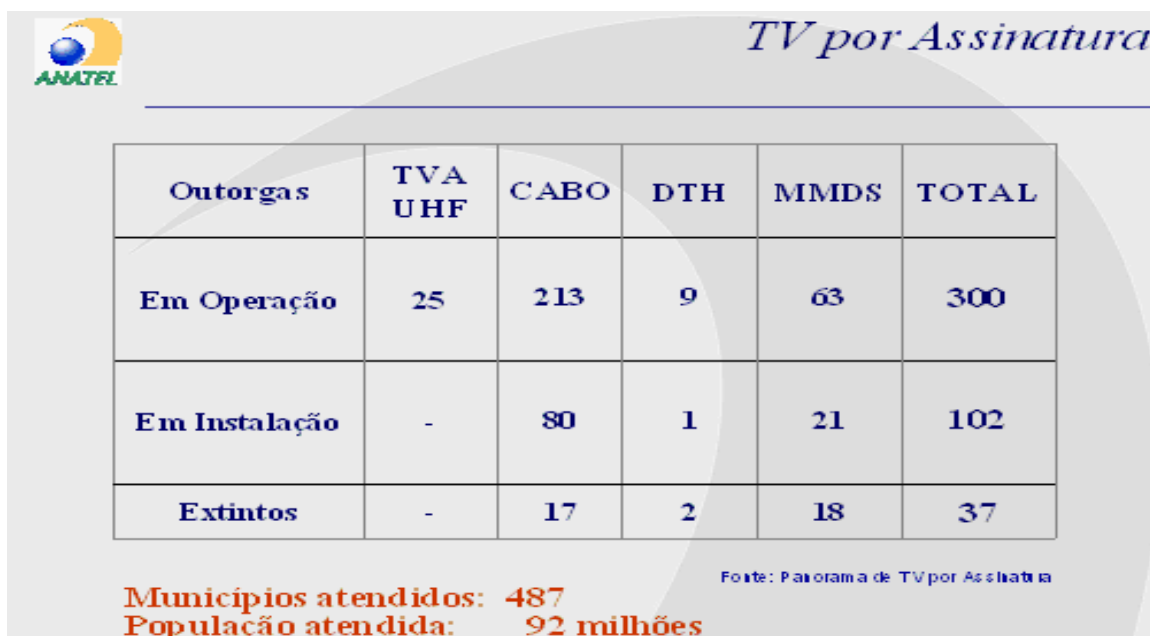 TV por Assinatura
ANATEL
Outorgas TVA UHF CABO DTH MMDS TOTAL
Em Operação 25 213 9 63 300
Em Instalação - 80 1 21 102
Extintos - 17 2 18 37
Fonte: Panorama de TV por Assinatura
Municípios atendidos: 487
População atendida: 92 milhões